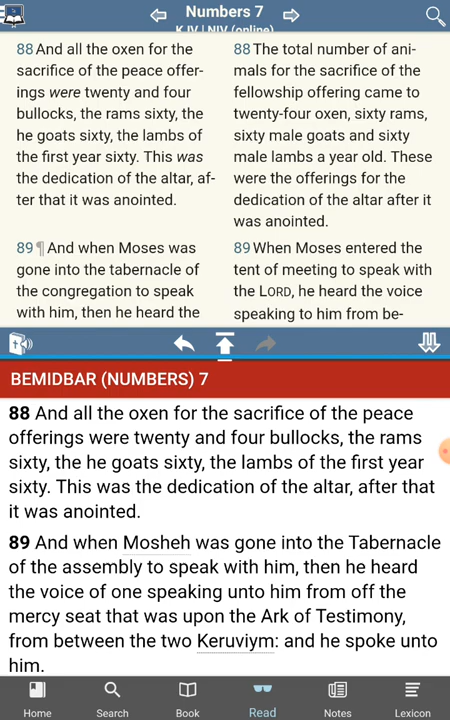 Numbers 7
KJV | NIV (online)
88 And all the oxen for the
sacrifice of the peace offer-
ings were twenty and four
bullocks, the rams sixty, the
he goats sixty, the lambs of
the first year sixty. This was
the dedication of the altar, af-
ter that it was anointed.
89 ¶ And when Moses was
gone into the tabernacle of
the congregation to speak
with him, then he heard the
88 The total number of ani-
mals for the sacrifice of the
fellowship offering came to
twenty-four oxen, sixty rams,
sixty male goats and sixty
male lambs a year old. These
were the offerings for the
dedication of the altar after it
was anointed.
89 When Moses entered the
tent of meeting to speak with
the LORD, he heard the voice
speaking to him from be-
BEMIDBAR (NUMBERS) 7
88 And all the oxen for the sacrifice of the peace
offerings were twenty and four bullocks, the rams
sixty, the he goats sixty, the lambs of the first year
sixty. This was the dedication of the altar, after that
it was anointed.
89 And when Mosheh was gone into the Tabernacle
of the assembly to speak with him, then he heard
the voice of one speaking unto him from off the
mercy seat that was upon the Ark of Testimony,
from between the two Keruviym: and he spoke unto
him.
Home Search Book Read Notes Lexicon